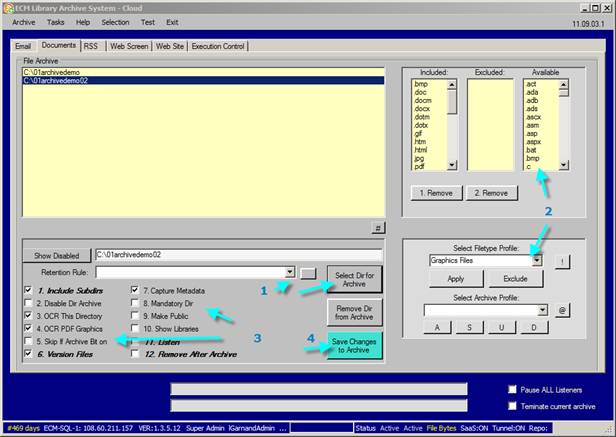 ECM Library Archive System - Cloud
Archive Tasks Help Selection Test Exit 11.09.03.1
Email Documents RSS Web Screen Web Site Execution Control
File Archive
C:\01archivedemo
C:\01archivedemo02
Included: Excluded: Available
.bmp .act
.doc .ada
.docm .adb
.docx .ads
.dotm .ascx
.dotx .asm
.gif .asp
.htm .aspx
.html .bat
.jpg .bmp
.pdf .c
1. Remove 2. Remove
#
2
Show Disabled C:\01archivedemo02
Retention Rule:
1
Select Dir for Archive
1. Include Subdirs 7. Capture Metadata
2. Disable Dir Archive 8. Mandatory Dir
3. OCR This Directory 9. Make Public
Remove Dir from Archive
4. OCR PDF Graphics 10. Show Libraries
5. Skip If Archive Bit on 11. Listen
3
4
Save Changes to Archive
6. Version Files 12. Remove After Archive
Select Filetype Profile:
Graphics Files !
Apply Exclude
Select Archive Profile:
@
A S U D
Pause ALL Listeners
Teminate current archive
#469 days ECM-SQL-1: 108.60.211.157 VER:1.3.5.12 Super Admin IGarnandAdmin ... Status Active Active File Bytes SaaS:ON Tunnel:ON Repo: